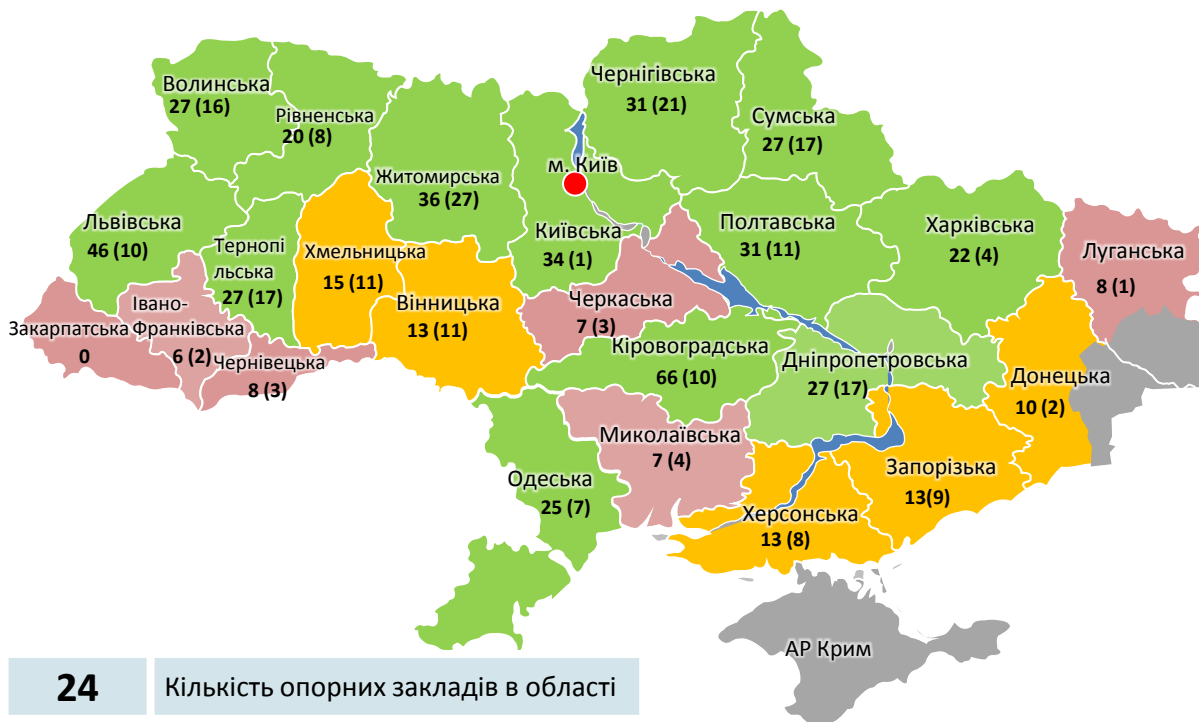 Волинська
27 (16)
Рівненська
20 (8)
Житомирська
36 (27)
м. Київ
Київська
34 (1)
Чернігівська
31 (21)
Сумська
27 (17)
Львівська
46 (10)
Тернопі
льська
27 (17)
Хмельницька
15 (11)
Вінницька
13 (11)
Черкаська
7 (3)
Полтавська
31 (11)
Харківська
22 (4)
Луганська
8 (1)
Закарпатська
0
Івано-
Франківська
6 (2)
Чернівецька
8 (3)
Кіровоградська
66 (10)
Дніпропетровська
27 (17)
Донецька
10 (2)
Миколаївська
7 (4)
Запорізька
13(9)
Одеська
25 (7)
Херсонська
13 (8)
АР Крим
24
Кількість опорних закладів в області